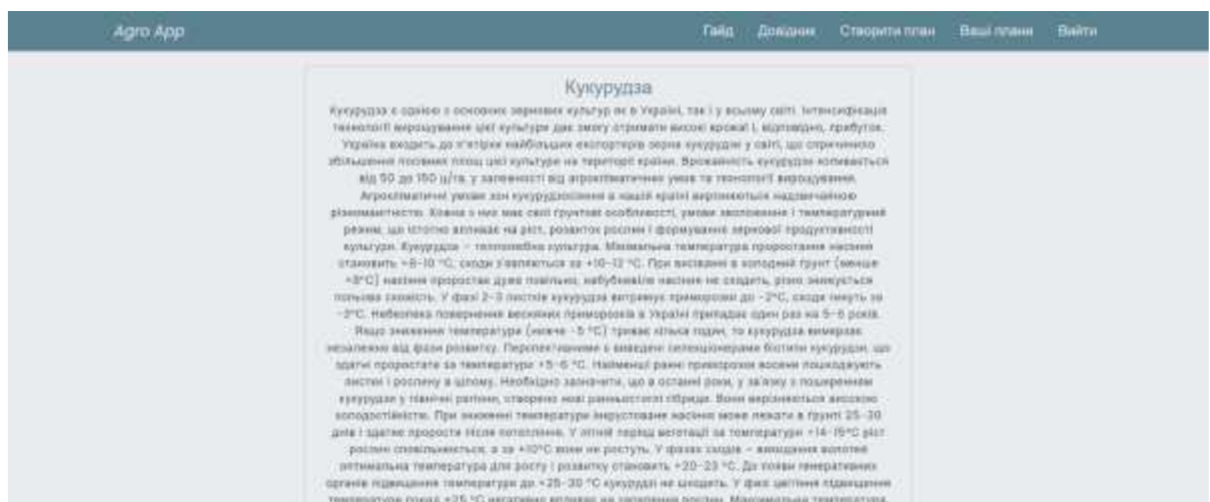 Agro App
Гайд Довідник Створити план Ваші плани Вийти
Кукурудза
Кукурудза є однією з основних зернових культур як в Україні, так і у всьому світі. Інтенсифікація
технології вирощування цієї культури дає змогу отримати високі врожаї і, відповідно, прибуток.
Україна входить до п'ятірки найбільших експортерів зерна кукурудзи у світі, що спричинило
збільшення посівних площ цієї культури на території країни. Врожайність кукурудзи коливається
від 50 до 150 ц/га, у залежності від агрокліматичних умов та технології вирощування.
Агрокліматичні умови зон кукурудзосіяння в нашій країні вирізняються надзвичайною
різноманітністю. Кожна з них має свої ґрунтові особливості, умови зволоження і температурний
режим, що істотно впливає на ріст, розвиток рослин і формування зернової продуктивності
культури. Кукурудза – теплолюбна культура. Мінімальна температура проростання насіння
становить +8-10 °C, сходи з'являються за +10-12 °C. При висіванні в холодний ґрунт (менше
+8°C) насіння проростає дуже повільно, набубнявіле насіння не сходить, різко знижується
польова схожість. У фазі 2-3 листків кукурудза витримує приморозки до -2°C, сходи гинуть за
-3°C. Небезпека повернення весняних приморозків в Україні припадає один раз на 5-6 років.
Якщо зниження температури (нижче -5 °C) триває кілька годин, то кукурудза вимерзає
незалежно від фази розвитку. Перспективними є виведені селекціонерами біотипи кукурудзи, що
здатні проростати за температури +5-6 °C. Найменші ранні приморозки восени пошкоджують
листки і рослину в цілому. Необхідно зазначити, що в останні роки, у зв'язку з поширенням
кукурудзи у північні регіони, створено нові ранньостиглі гібриди. Вони вирізняються високою
холодостійкістю. При зниженні температури інкрустоване насіння може лежати в ґрунті 25-30
днів і здатне прорости після потепління. У літній період вегетації за температури +14-15°C ріст
рослин сповільнюється, а за +10°C вони не ростуть. У фазах сходів – викидання волотей
оптимальна температура для росту і розвитку становить +20-23 °C. До появи генеративних
органів підвищення температури до +25-30 °C кукурудзі не шкодить. У фазі цвітіння підвищення
температури понад +25 °C негативно впливає на запліднення рослин. Максимальна температура,